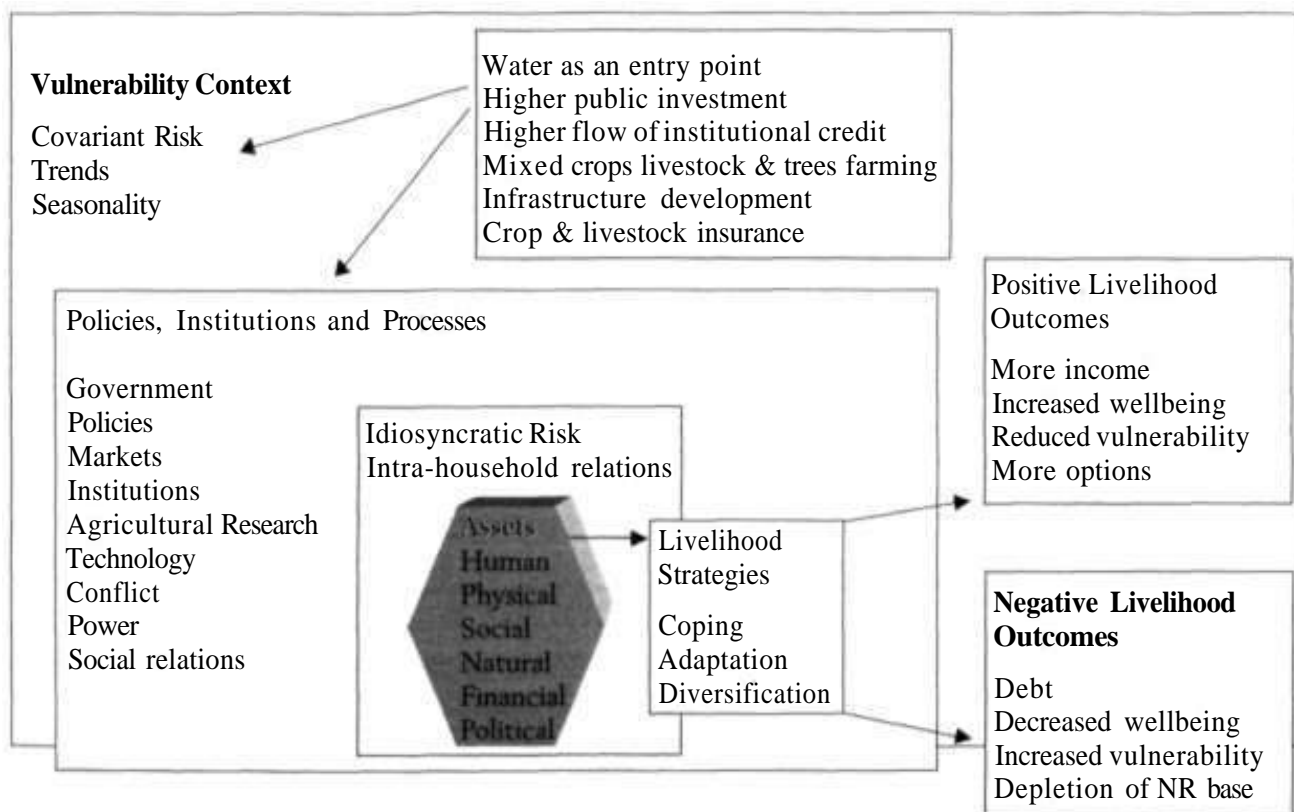 Vulnerability Context
Covariant Risk
Trends
Seasonality
Water as an entry point
Higher public investment
Higher flow of institutional credit
Mixed crops livestock & trees farming
Infrastructure development
Crop & livestock insurance
Policies, Institutions and Processes
Government
Policies
Markets
Institutions
Agricultural Research
Technology
Conflict
Power
Social relations
Idiosyncratic Risk
Intra-household relations
Assets
Human
Physical
Social
Natural
Financial
Political
Livelihood
Strategies
Coping
Adaptation
Diversification
Positive Livelihood
Outcomes
More income
Increased wellbeing
Reduced vulnerability
More options
Negative Livelihood
Outcomes
Debt
Decreased wellbeing
Increased vulnerability
Depletion of NR base